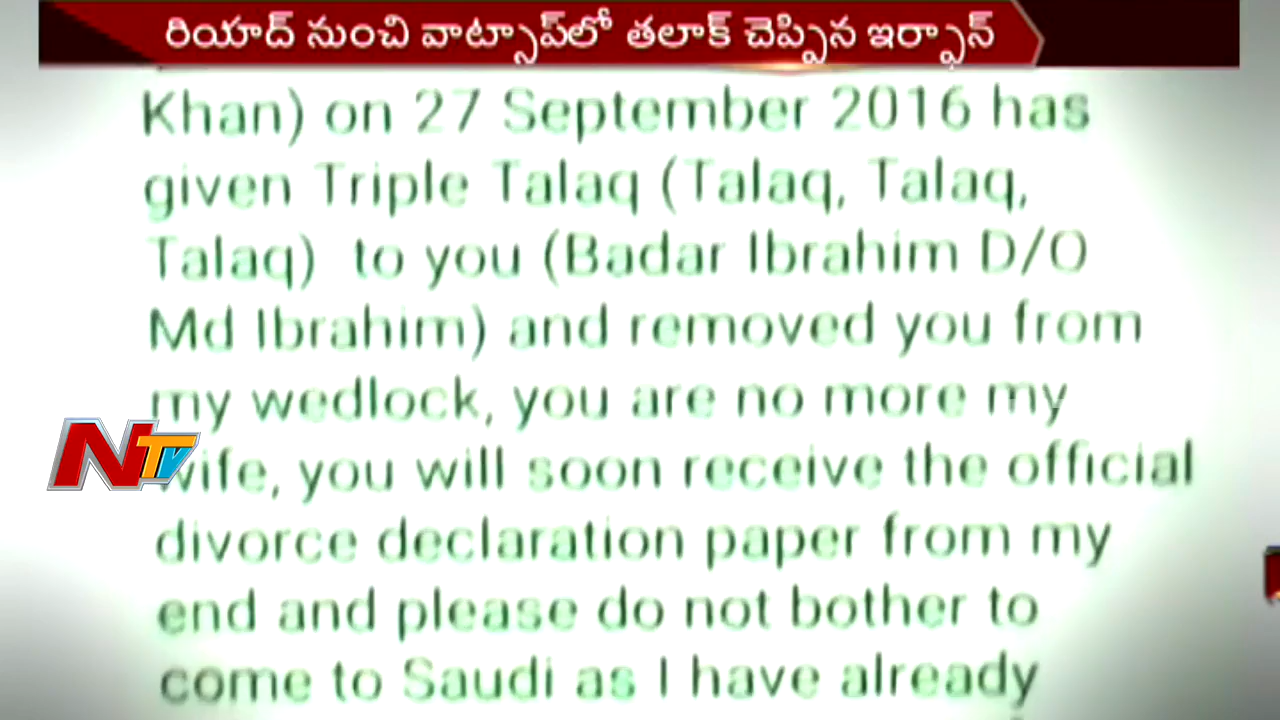 రియాద్ నుంచి వాట్సాప్‌లో తలాక్ చెప్పిన ఇర్ఫాన్
Khan) on 27 September 2016 has
given Triple Talaq (Talaq, Talaq,
Talaq) to you (Badar Ibrahim D/O
Md Ibrahim) and removed you from
my wedlock, you are no more my
wife, you will soon receive the official
divorce declaration paper from my
end and please do not bother to
come to Saudi as I have already
NTV